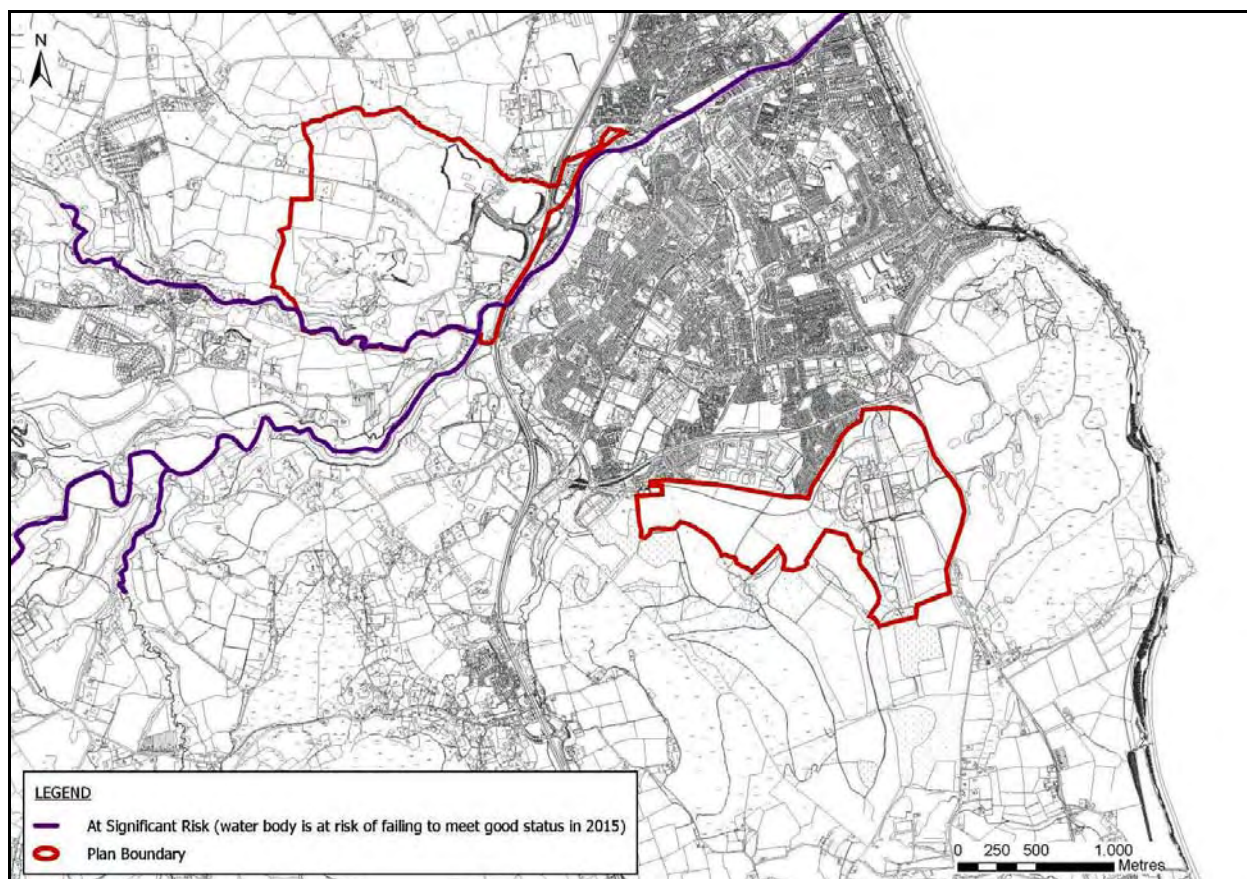 N
LEGEND
At Significant Risk (water body is at risk of failing to meet good status in 2015)
Plan Boundary
0 250 500 1.000
Metres